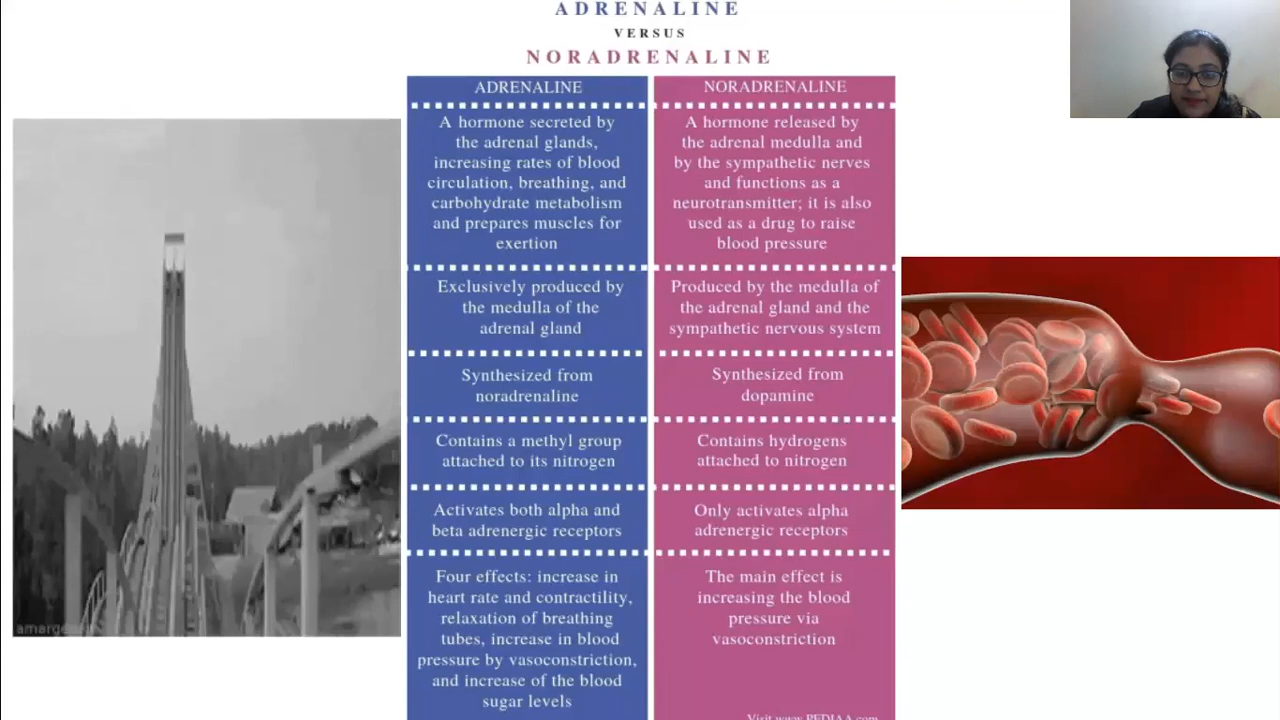 ADRENALINE
VERSUS
NORADRENALINE
ADRENALINE
A hormone secreted by
the adrenal glands,
increasing rates of blood
circulation, breathing, and
carbohydrate metabolism
and prepares muscles for
exertion
Exclusively produced by
the medulla of the
adrenal gland
Synthesized from
noradrenaline
Contains a methyl group
attached to its nitrogen
Activates both alpha and
beta adrenergic receptors
Four effects: increase in
heart rate and contractility,
relaxation of breathing
tubes, increase in blood
pressure by vasoconstriction,
and increase of the blood
sugar levels
NORADRENALINE
A hormone released by
the adrenal medulla and
by the sympathetic nerves
and functions as a
neurotransmitter; it is also
used as a drug to raise
blood pressure
Produced by the medulla of
the adrenal gland and the
sympathetic nervous system
Synthesized from
dopamine
Contains hydrogens
attached to nitrogen
Only activates alpha
adrenergic receptors
The main effect is
increasing the blood
pressure via
vasoconstriction
Visit www.PEDIAA.com